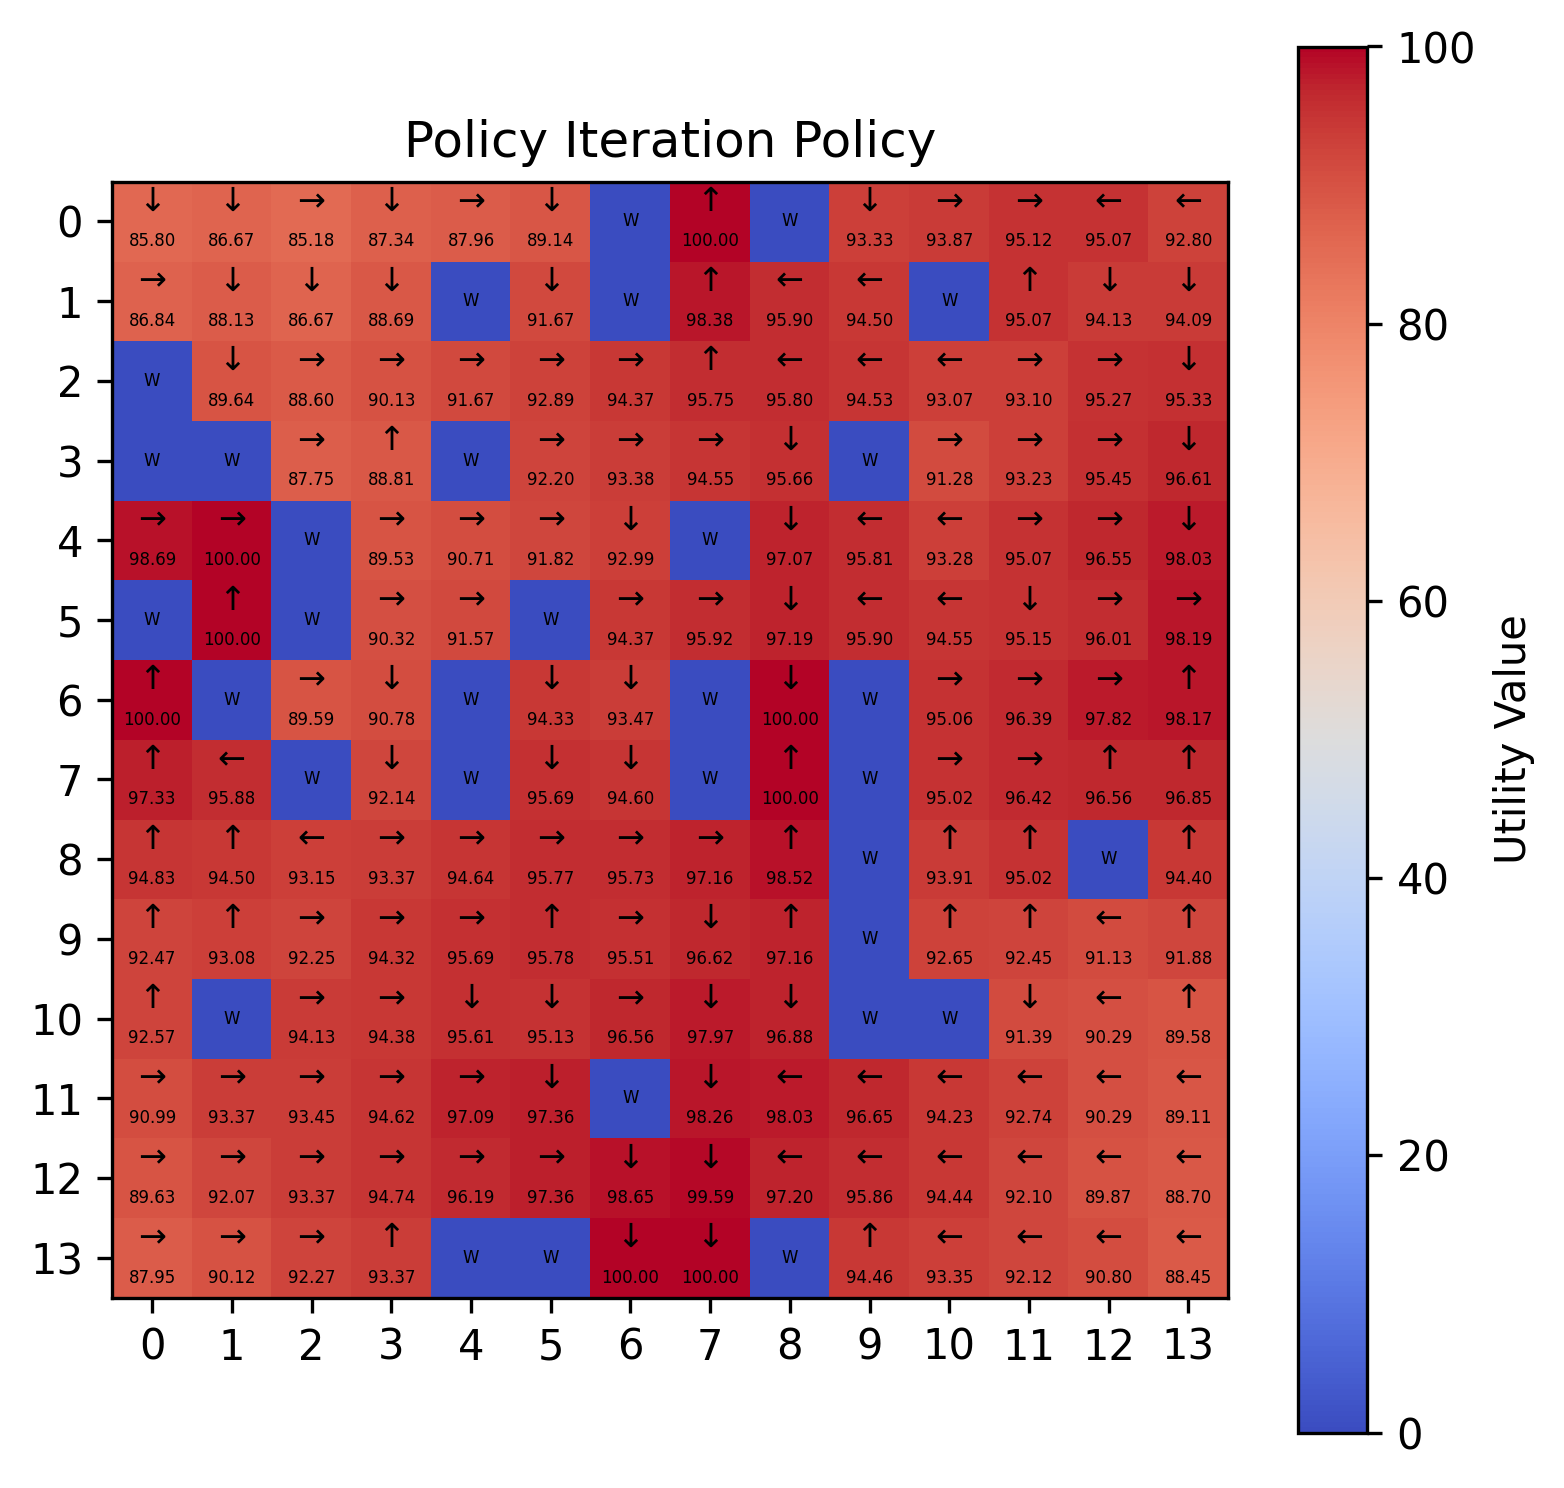 Policy Iteration Policy
0 ↓ ↓ → ↓ → ↓ W ↑ W ↓ → → ← ←
85.80 86.67 85.18 87.34 87.96 89.14 100.00 93.33 93.87 95.12 95.07 92.80
1 → ↓ ↓ ↓ W ↓ W ↑ ← ← W ↑ ↓ ↓
86.84 88.13 86.67 88.69 91.67 98.38 95.90 94.50 95.07 94.13 94.09
2 W ↓ → → → → → ↑ ← ← ← → → ↓
89.64 88.60 90.13 91.67 92.89 94.37 95.75 95.80 94.53 93.07 93.10 95.27 95.33
3 W W → ↑ W → → → ↓ W → → → ↓
87.75 88.81 92.20 93.38 94.55 95.66 91.28 93.23 95.45 96.61
4 → → W → → → ↓ W ↓ ← ← → → ↓
98.69 100.00 89.53 90.71 91.82 92.99 97.07 95.81 93.28 95.07 96.55 98.03
5 W ↑ W → → W → → ↓ ← ← ↓ → →
100.00 90.32 91.57 94.37 95.92 97.19 95.90 94.55 95.15 96.01 98.19
6 ↑ W → ↓ W ↓ ↓ W ↓ W → → → ↑
100.00 89.59 90.78 94.33 93.47 100.00 95.06 96.39 97.82 98.17
7 ↑ ← W ↓ W ↓ ↓ W ↑ W → → ↑ ↑
97.33 95.88 92.14 95.69 94.60 100.00 95.02 96.42 96.56 96.85
8 ↑ ↑ ← → → → → → ↑ W ↑ ↑ W ↑
94.83 94.50 93.15 93.37 94.64 95.77 95.73 97.16 98.52 93.91 95.02 94.40
9 ↑ ↑ → → → ↑ → ↓ ↑ W ↑ ↑ ← ↑
92.47 93.08 92.25 94.32 95.69 95.78 95.51 96.62 97.16 92.65 92.45 91.13 91.88
10 ↑ W → → ↓ ↓ → ↓ ↓ W W ↓ ← ↑
92.57 94.13 94.38 95.61 95.13 96.56 97.97 96.88 91.39 90.29 89.58
11 → → → → → ↓ W ↓ ← ← ← ← ← ←
90.99 93.37 93.45 94.62 97.09 97.36 98.26 98.03 96.65 94.23 92.74 90.29 89.11
12 → → → → → → ↓ ↓ ← ← ← ← ← ←
89.63 92.07 93.37 94.74 96.19 97.36 98.65 99.59 97.20 95.86 94.44 92.10 89.87 88.70
13 → → → ↑ W W ↓ ↓ W ↑ ← ← ← ←
87.95 90.12 92.27 93.37 100.00 100.00 94.46 93.35 92.12 90.80 88.45
0 1 2 3 4 5 6 7 8 9 10 11 12 13
100
80
60
40
20
0
Utility Value